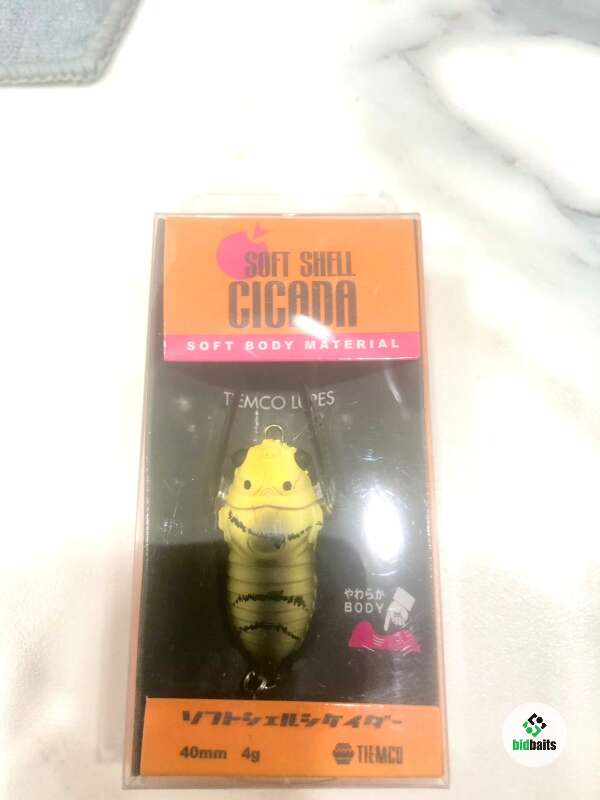 SOFT SHELL
CICADA
SOFT BODY MATERIAL
TIEMCO LURES
やわらか
BODY
ソフトシェルシケイダー
40mm 4g
TIEMCO
bidbaits